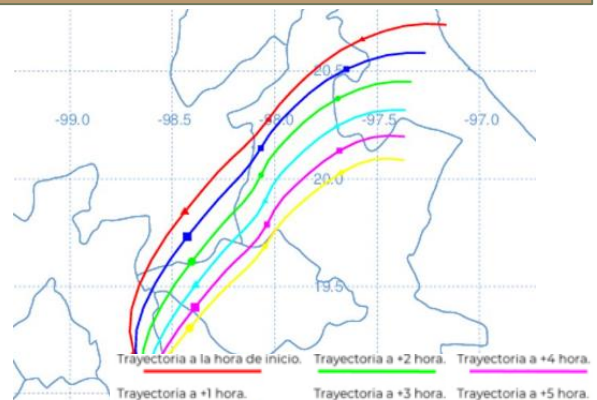 20.5
-99.0 -98.5 -98.0 -97.5 -97.0
20.0
19.5
Trayectoria a la hora de inicio. Trayectoria a +2 hora. Trayectoria a +4 hora.
Trayectoria a +1 hora. Trayectoria a +3 hora. Trayectoria a +5 hora.